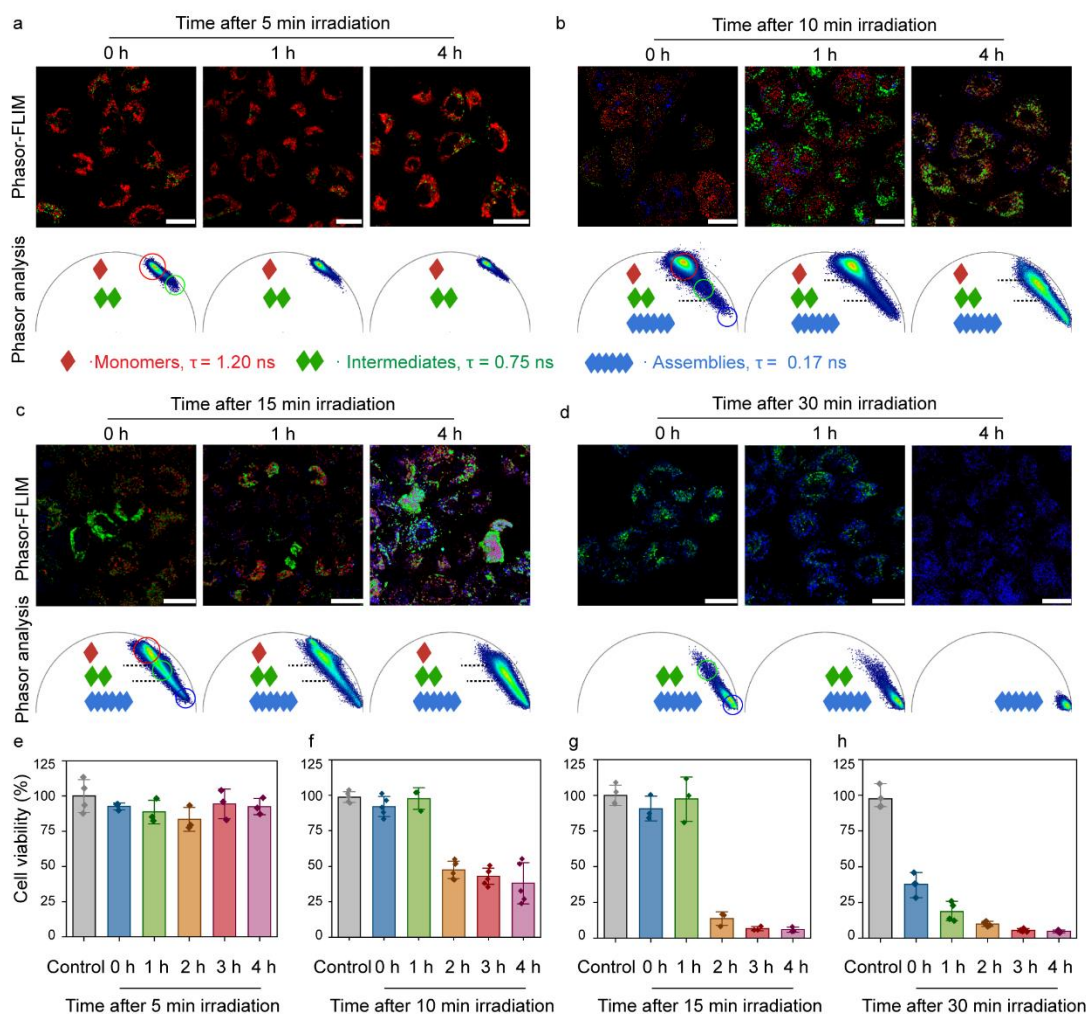 a
Time after 5 min irradiation
0 h 1 h 4 h
b
Time after 10 min irradiation
0 h 1 h 4 h
Phasor-FLIM
Phasor analysis
· Monomers, τ = 1.20 ns
· Intermediates, τ = 0.75 ns
· Assemblies, τ = 0.17 ns
c
Time after 15 min irradiation
0 h 1 h 4 h
d
Time after 30 min irradiation
0 h 1 h 4 h
Phasor-FLIM
Phasor analysis
e
Cell viability (%)
125
100
75
50
25
0
Control 0 h 1 h 2 h 3 h 4 h
Time after 5 min irradiation
f
125
100
75
50
25
0
Control 0 h 1 h 2 h 3 h 4 h
Time after 10 min irradiation
g
125
100
75
50
25
0
Control 0 h 1 h 2 h 3 h 4 h
Time after 15 min irradiation
h
125
100
75
50
25
0
Control 0 h 1 h 2 h 3 h 4 h
Time after 30 min irradiation